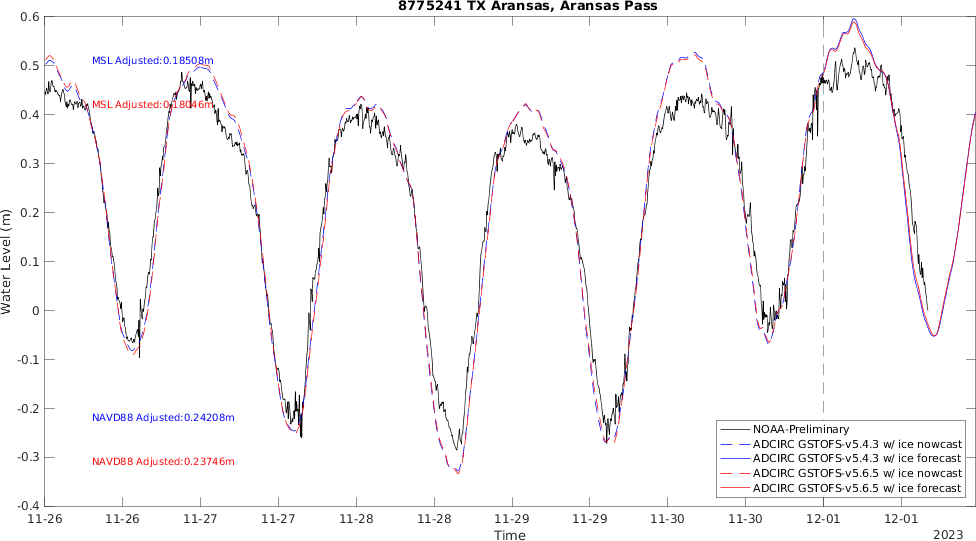 8775241 TX Aransas, Aransas Pass
0.6
0.5
0.4
0.3
0.2
0.1
0
-0.1
-0.2
-0.3
-0.4
Water Level (m)
MSL Adjusted:0.18508m
MSL Adjusted:0.18046m
NAVD88 Adjusted:0.24208m
NAVD88 Adjusted:0.23746m
NOAA-Preliminary
ADCIRC GSTOFS-v5.4.3 w/ ice nowcast
ADCIRC GSTOFS-v5.4.3 w/ ice forecast
ADCIRC GSTOFS-v5.6.5 w/ ice nowcast
ADCIRC GSTOFS-v5.6.5 w/ ice forecast
11-26 11-26 11-27 11-27 11-28 11-28 11-29 11-29 11-30 11-30 12-01 12-01
Time
2023